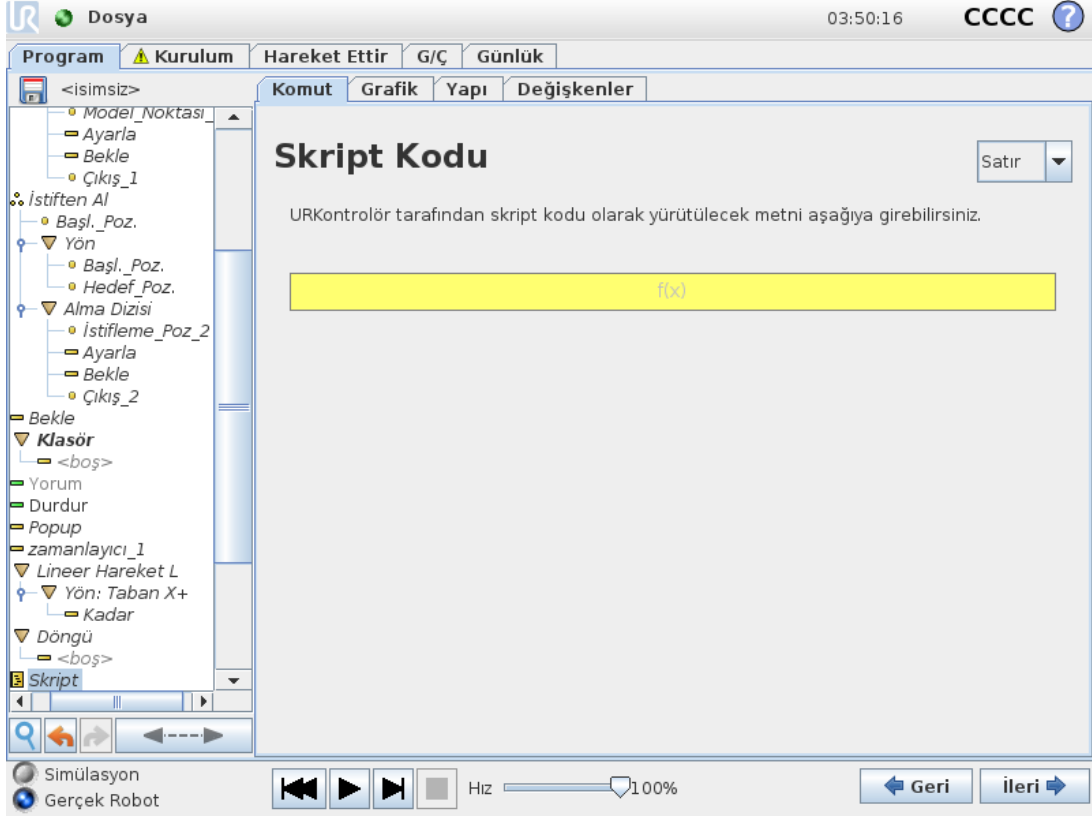 UR Dosya 03:50:16 CCCC ?
Program Kurulum Hareket Ettir G/Ç Günlük
<isimsiz> Komut Grafik Yapı Değişkenler
Model_Noktası_
Ayarla
Bekle
Çıkış_1
İstiften Al
Başl._Poz.
Yön
Başl._Poz.
Hedef_Poz.
Alma Dizisi
İstifleme_Poz_2
Ayarla
Bekle
Çıkış_2
Bekle
Klasör
<boş>
Yorum
Durdur
Popup
zamanlayıcı_1
Lineer Hareket L
Yön: Taban X+
Kadar
Döngü
<boş>
Skript
Skript Kodu
Satır
URKontrolör tarafından skript kodu olarak yürütülecek metni aşağıya girebilirsiniz.
f(x)
Simülasyon
Gerçek Robot
Hız 100%
Geri İleri